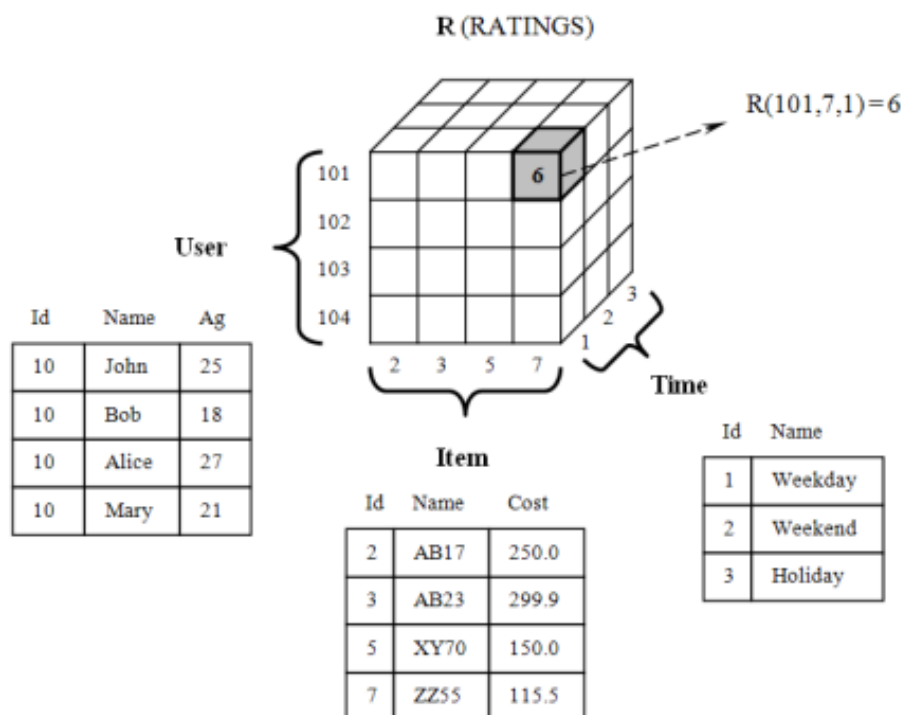 R (RATINGS)
R(101,7,1)=6
101
6
102
User
103
104
3
2
1
2 3 5 7
Time
Id Name Ag
10 John 25
10 Bob 18
10 Alice 27
10 Mary 21
Item
Id Name Cost
2 AB17 250.0
3 AB23 299.9
5 XY70 150.0
7 ZZ55 115.5
Id Name
1 Weekday
2 Weekend
3 Holiday